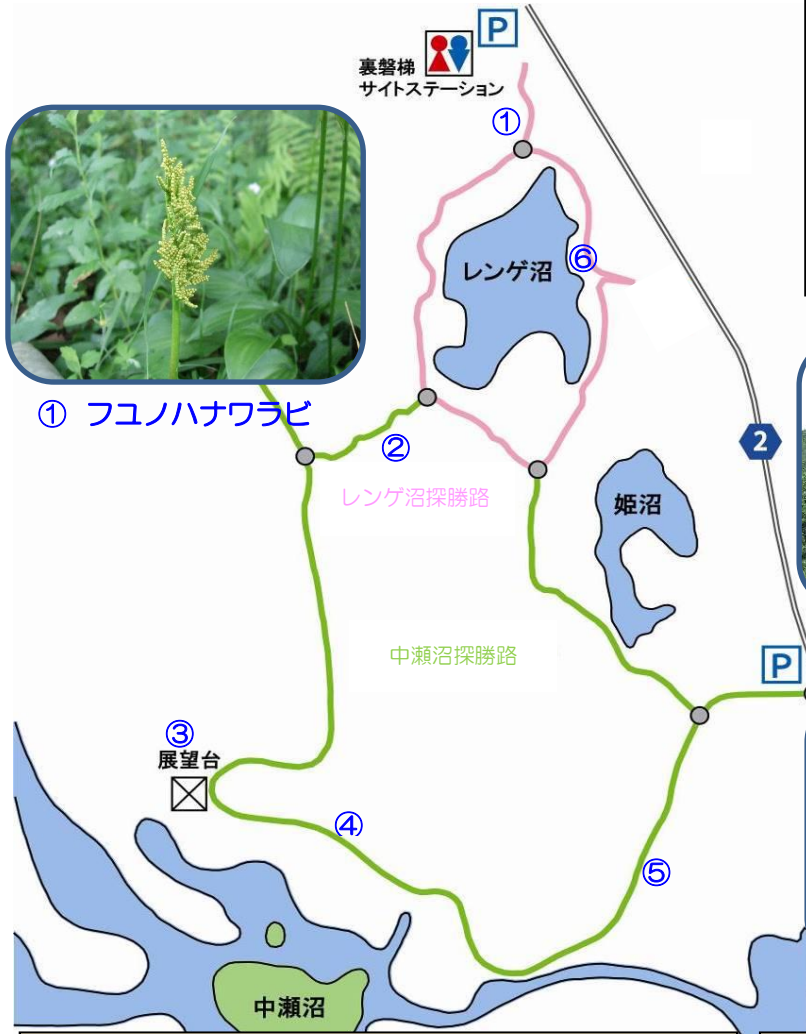 P
裏磐梯
サイトステーション
①
レンゲ沼
⑥
① フユノハナワラビ
②
2
レンゲ沼探勝路
姫沼
中瀬沼探勝路
P
③
展望台
④
⑤
中瀬沼